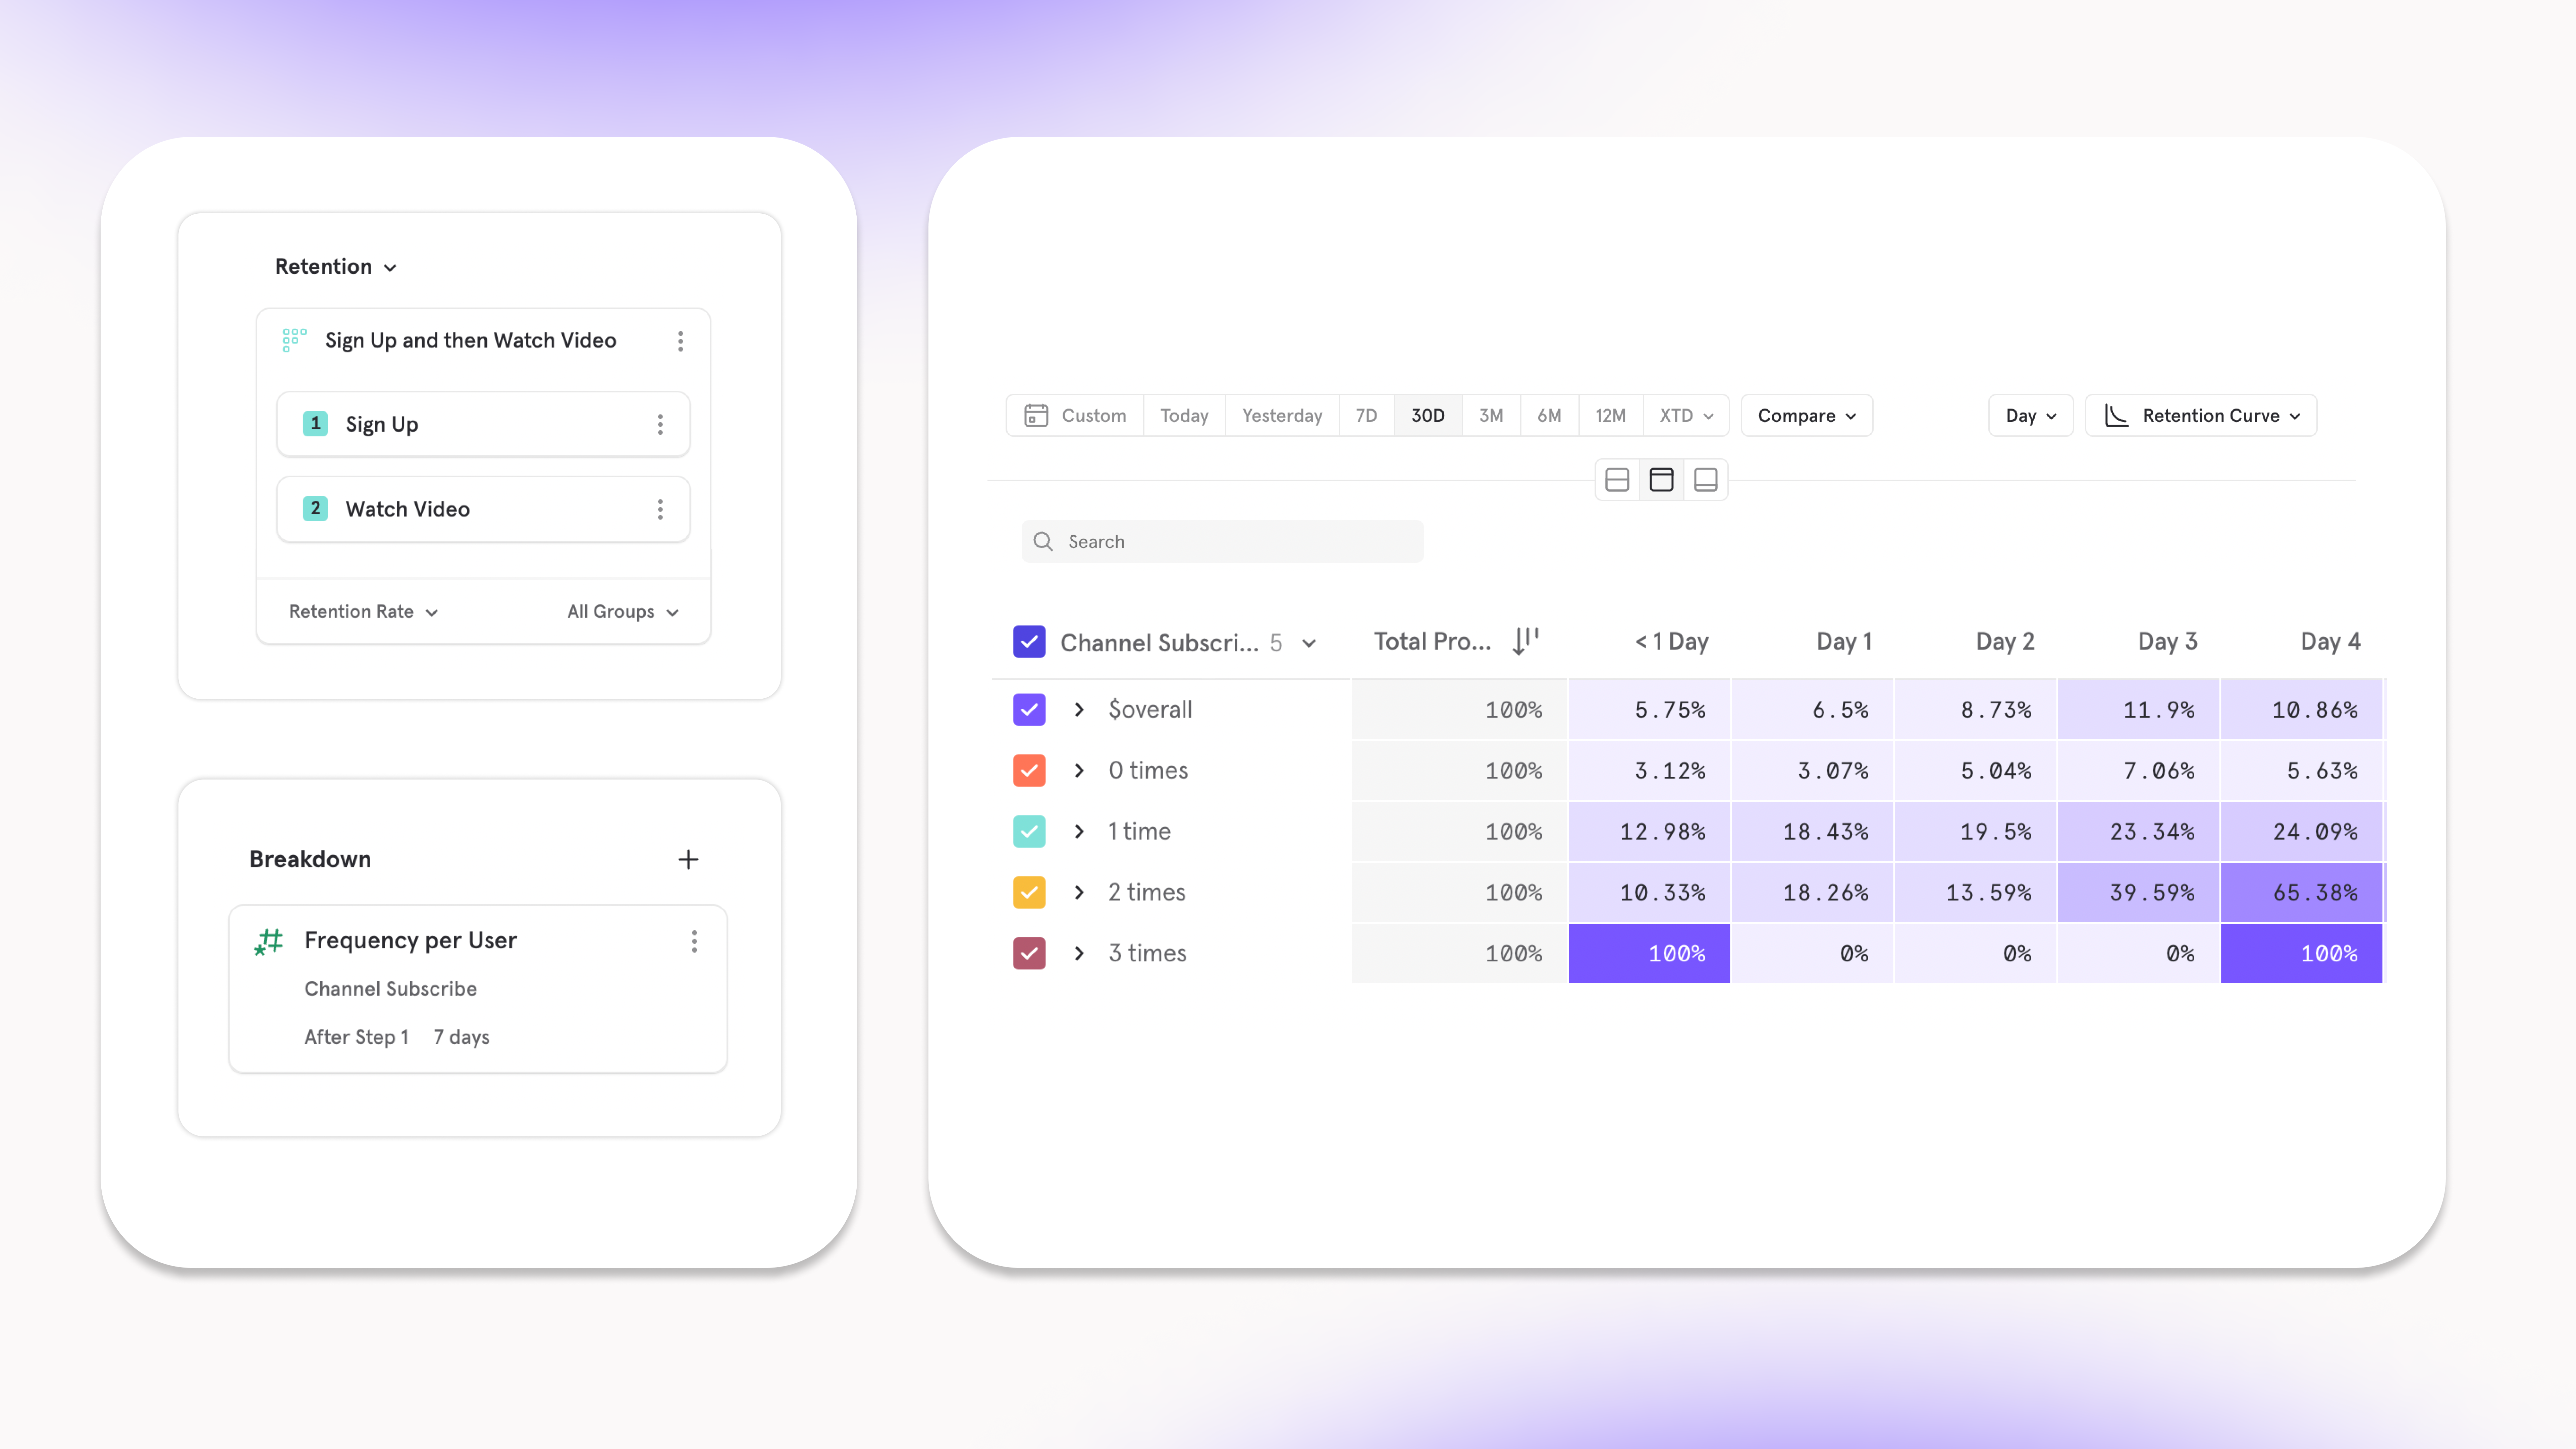 Retention
Sign Up and then Watch Video
1 Sign Up
2 Watch Video
Retention Rate All Groups
Breakdown
Frequency per User
Channel Subscribe
After Step 1 7 days
Custom Today Yesterday 7D 30D 3M 6M 12M XTD Compare Day Retention Curve
Search
Channel Subscri... 5 Total Pro... < 1 Day Day 1 Day 2 Day 3 Day 4
$overall 100% 5.75% 6.5% 8.73% 11.9% 10.86%
0 times 100% 3.12% 3.07% 5.04% 7.06% 5.63%
1 time 100% 12.98% 18.43% 19.5% 23.34% 24.09%
2 times 100% 10.33% 18.26% 13.59% 39.59% 65.38%
3 times 100% 100% 0% 0% 0% 100%